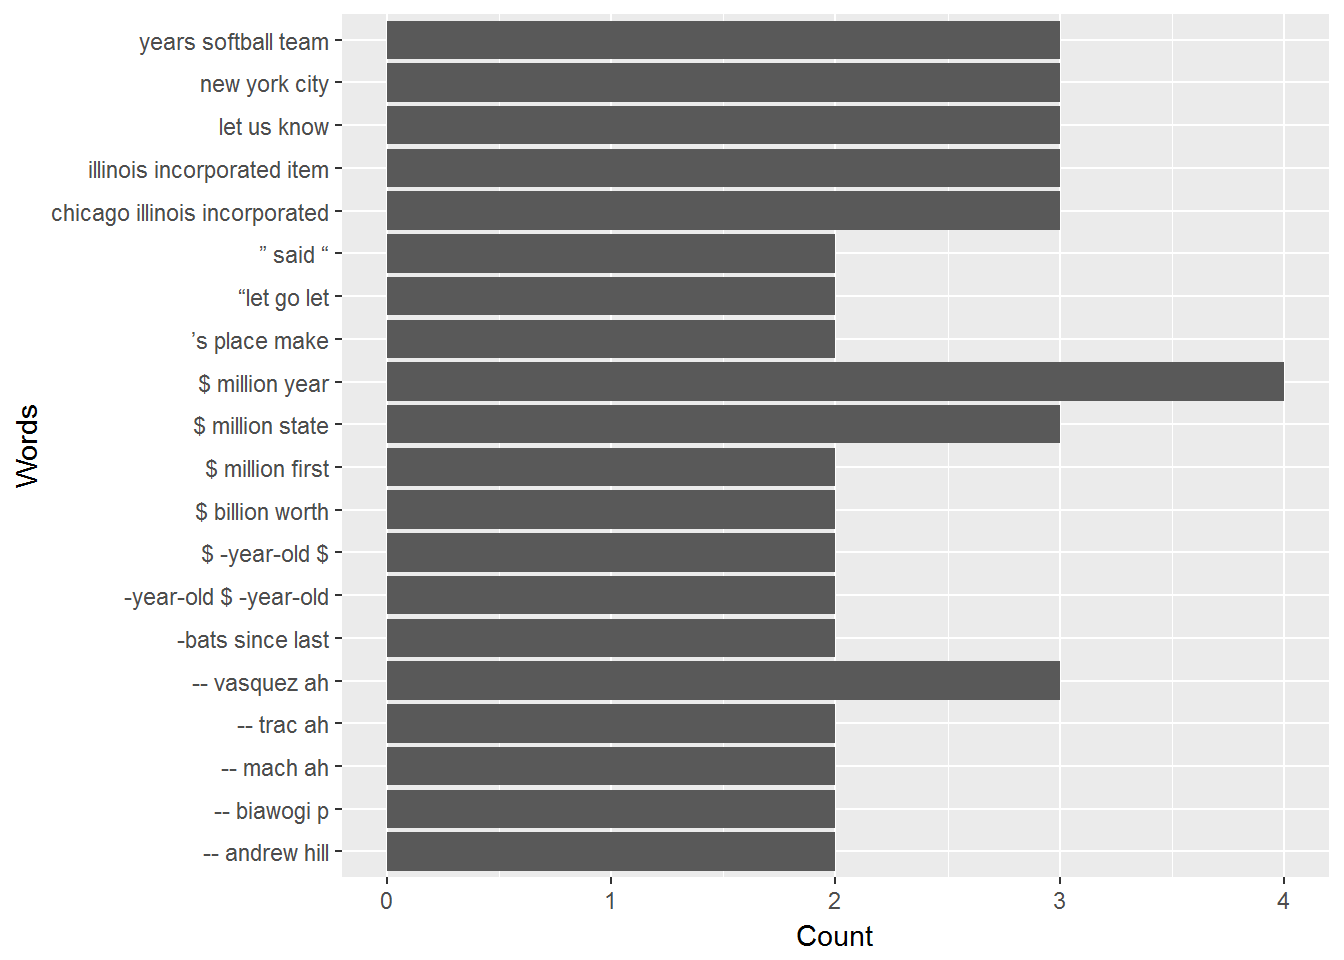 years softball team
new york city
let us know
illinois incorporated item
chicago illinois incorporated
” said “
“let go let
’s place make
$ million year
$ million state
$ million first
$ billion worth
$ -year-old $
-year-old $ -year-old
-bats since last
-- vasquez ah
-- trac ah
-- mach ah
-- biawogi p
-- andrew hill
Words
0 1 2 3 4
Count